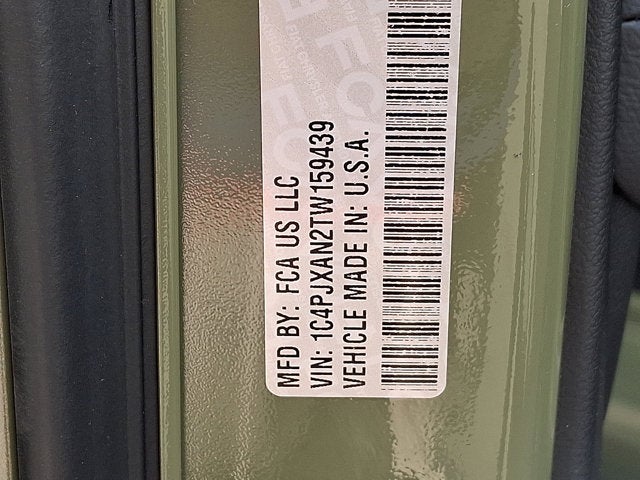 MFD BY: FCA US LLC
VIN: 1C4PJXAN2TW159439
VEHICLE MADE IN: U.S.A.